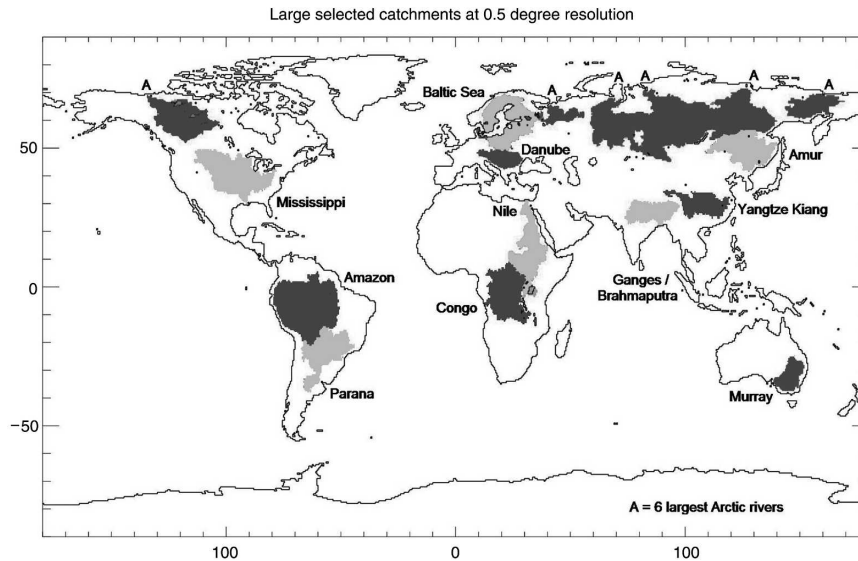 Large selected catchments at 0.5 degree resolution
A
A
A
A
A
A
Baltic Sea
50
Danube
Amur
Mississippi
Nile
Yangtze Kiang
Amazon
Ganges /
Brahmaputra
0
Congo
Parana
Murray
−50
A = 6 largest Arctic rivers
100
0
100